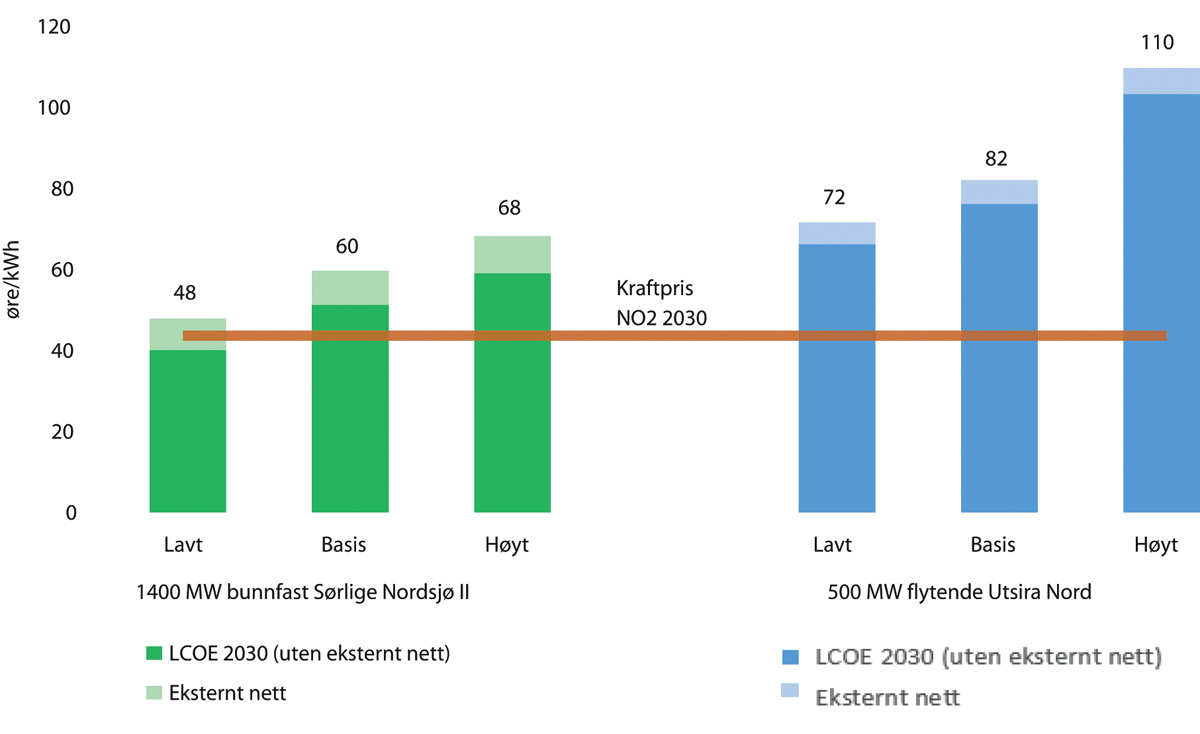 120
100
80
60
40
20
0
øre/kWh
48
60
68
72
82
110
Kraftpris
NO2 2030
Lavt
Basis
Høyt
Lavt
Basis
Høyt
1400 MW bunnfast Sørlige Nordsjø II
500 MW flytende Utsira Nord
LCOE 2030 (uten eksternt nett)
Eksternt nett
LCOE 2030 (uten eksternt nett)
Eksternt nett